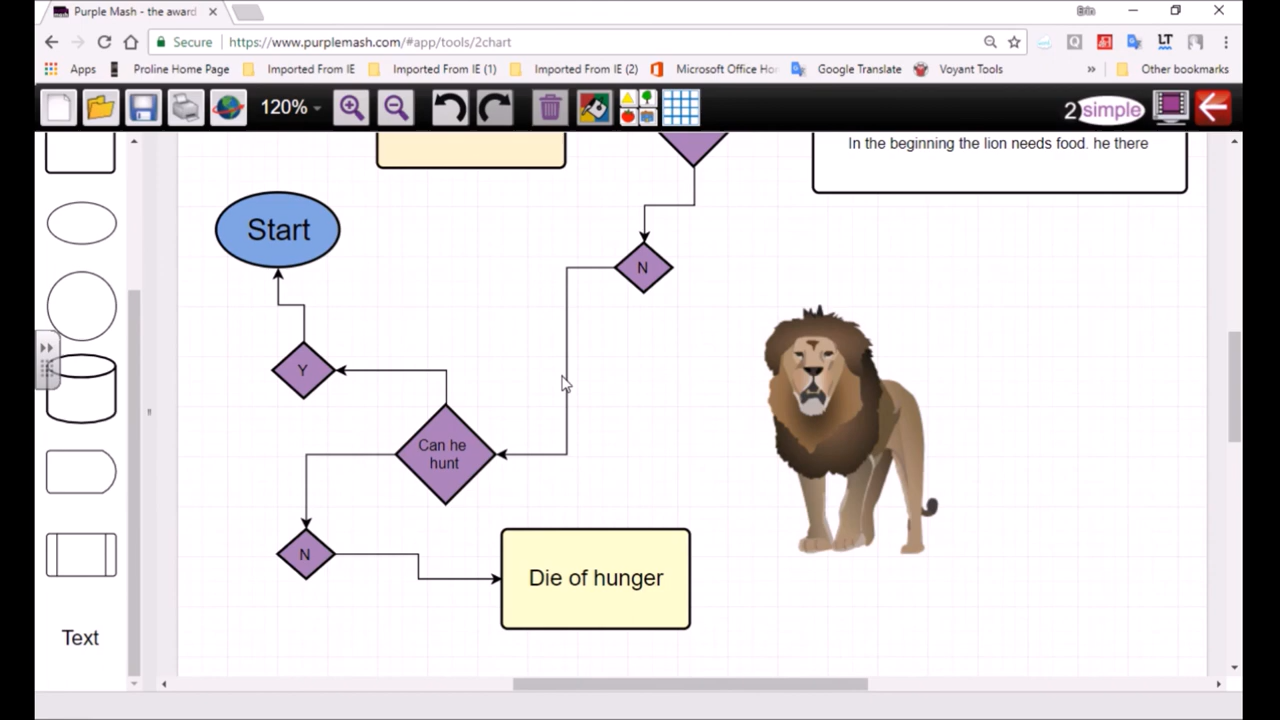 Purple Mash - the award
Erin
Secure
https://www.purplemash.com/#app/tools/2chart
Apps
Proline Home Page
Imported From IE
Imported From IE (1)
Imported From IE (2)
Microsoft Office Ho
Google Translate
Voyant Tools
»
Other bookmarks
120%
2simple
In the beginning the lion needs food. he there
Start
N
Y
Can he
hunt
N
Die of hunger
Text